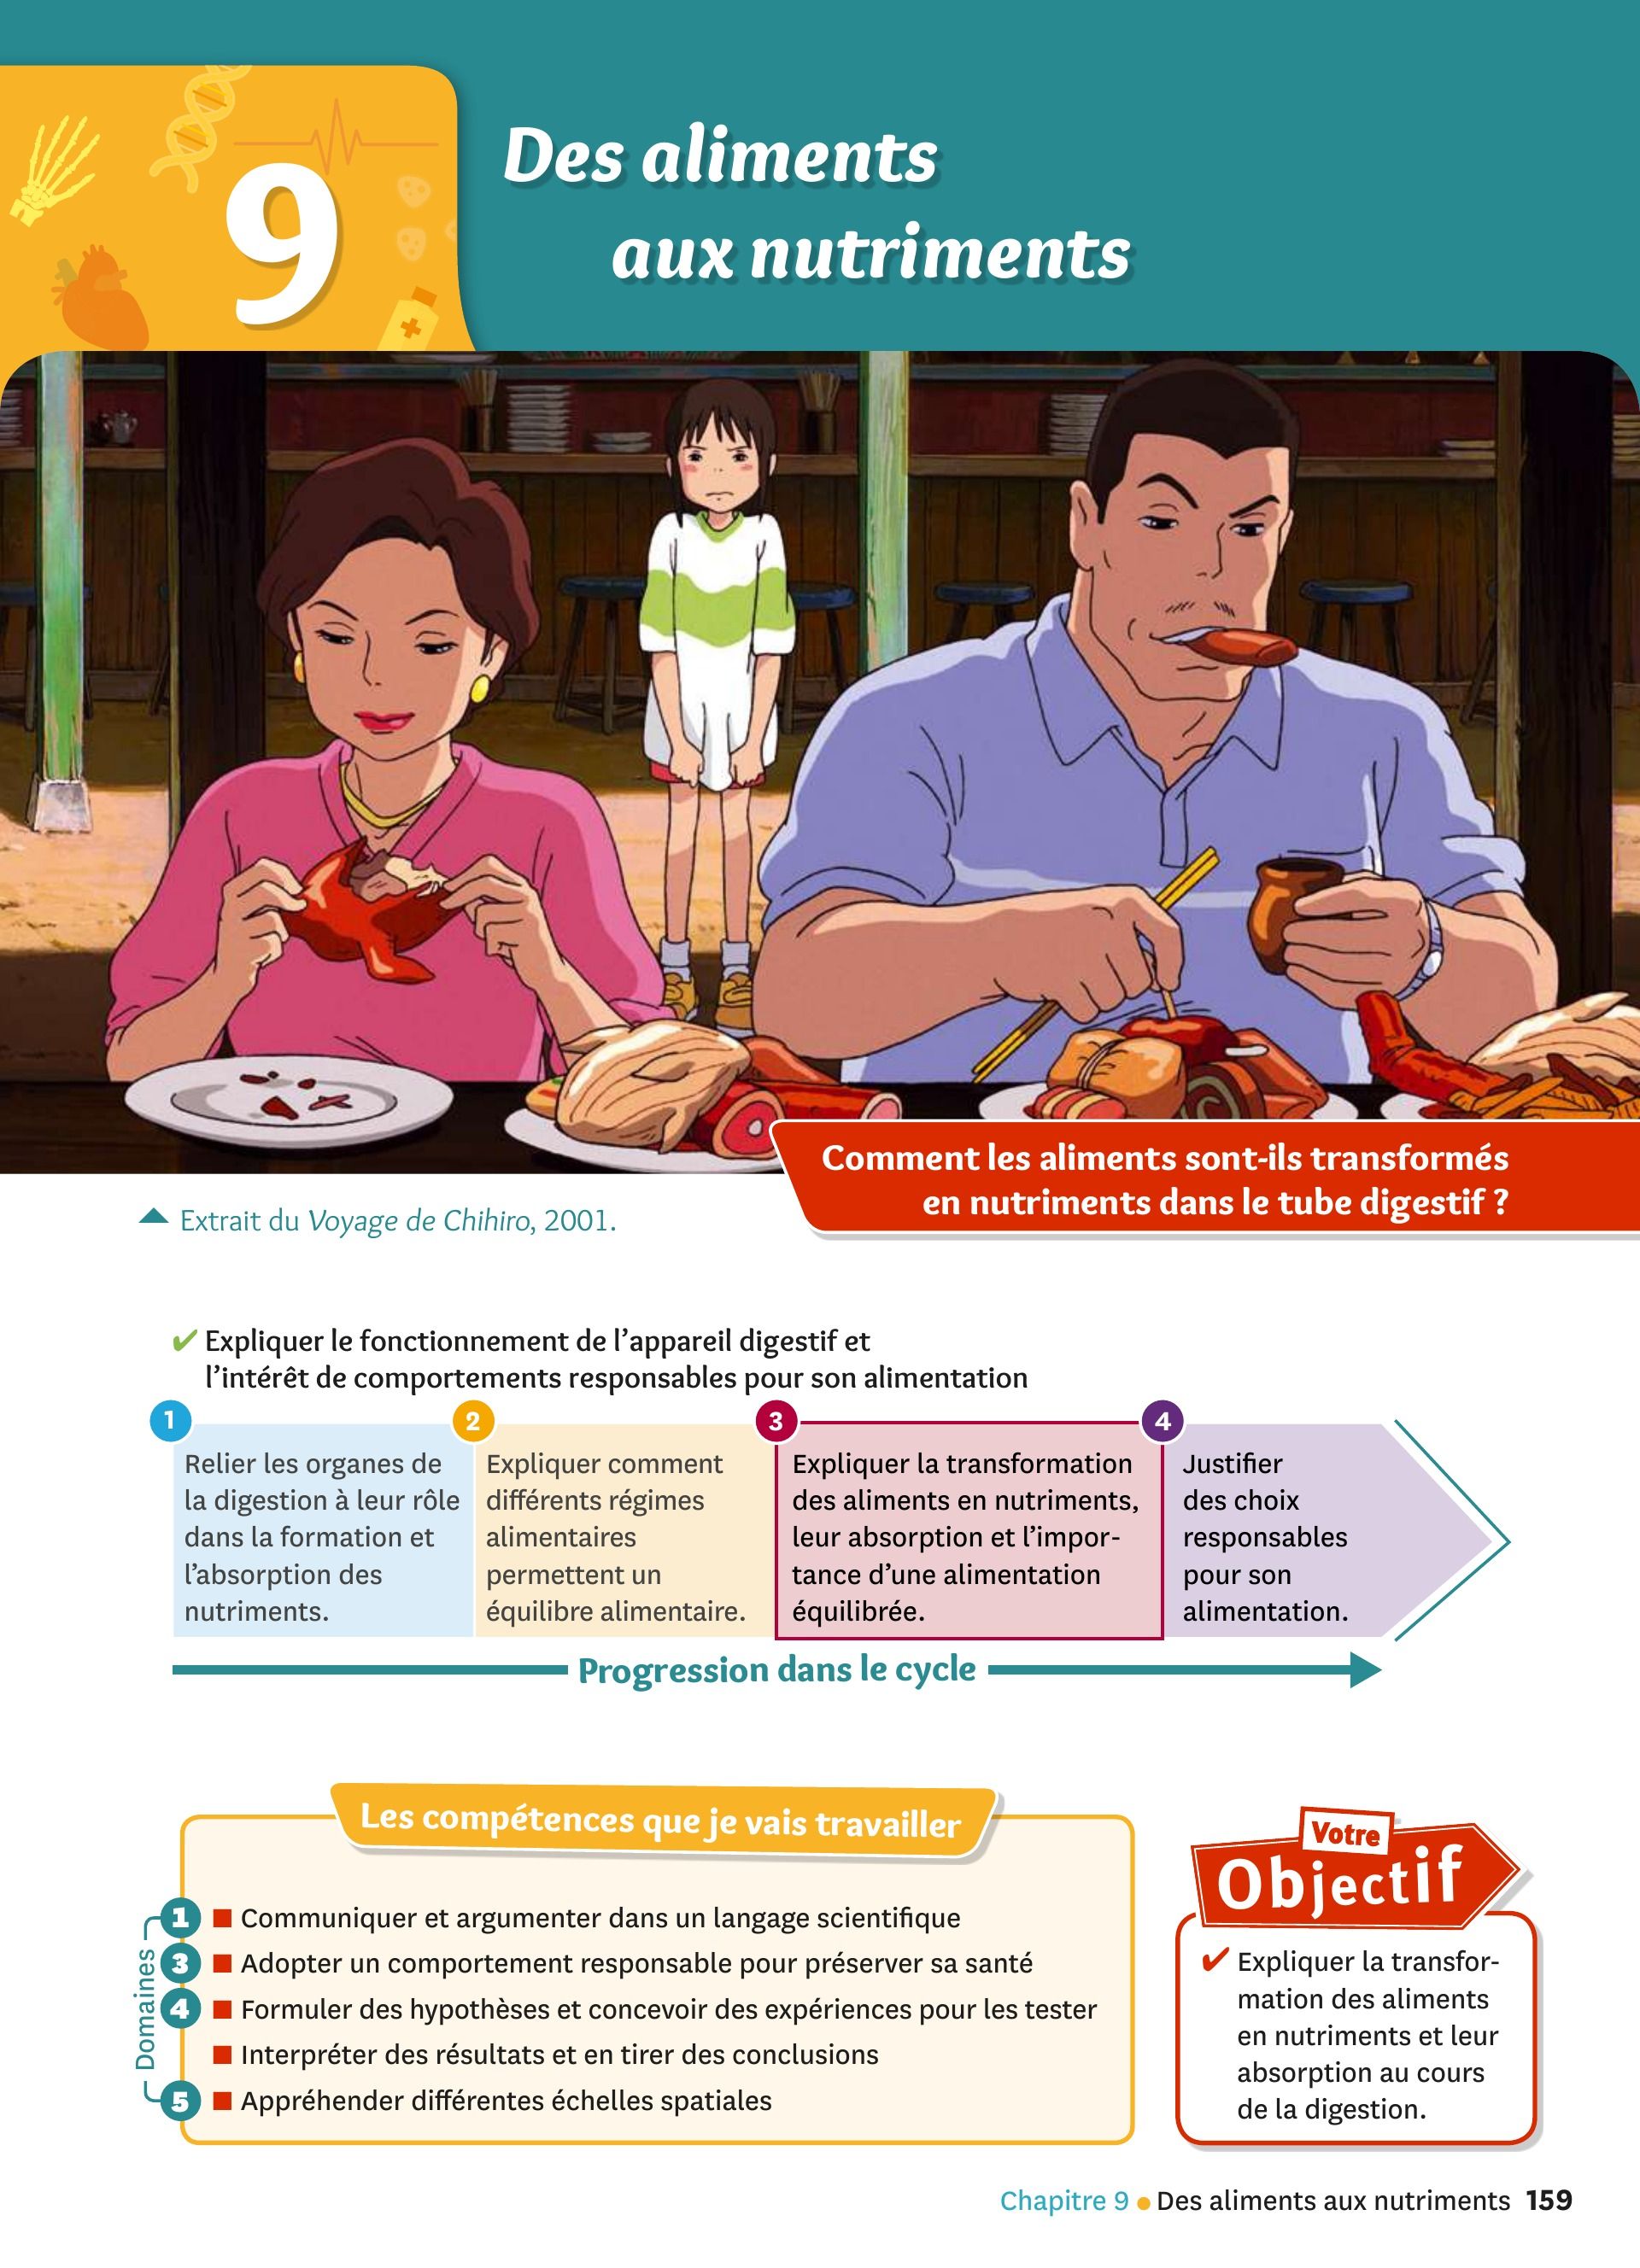 9
Des aliments
aux nutriments
Comment les aliments sont-ils transformés
en nutriments dans le tube digestif ?
Extrait du Voyage de Chihiro, 2001.
✔ Expliquer le fonctionnement de l'appareil digestif et
l'intérêt de comportements responsables pour son alimentation
1
Relier les organes de
la digestion à leur rôle
dans la formation et
l'absorption des
nutriments.
2
Expliquer comment
différents régimes
alimentaires
permettent un
équilibre alimentaire.
3
Expliquer la transformation
des aliments en nutriments,
leur absorption et l'impor-
tance d'une alimentation
équilibrée.
4
Justifier
des choix
responsables
pour son
alimentation.
Progression dans le cycle
Les compétences que je vais travailler
Domaines
1 ■ Communiquer et argumenter dans un langage scientifique
3 ■ Adopter un comportement responsable pour préserver sa santé
4 ■ Formuler des hypothèses et concevoir des expériences pour les tester
■ Interpréter des résultats et en tirer des conclusions
5 ■ Appréhender différentes échelles spatiales
Votre
Objectif
✔ Expliquer la transfor-
mation des aliments
en nutriments et leur
absorption au cours
de la digestion.
Chapitre 9 ● Des aliments aux nutriments 159